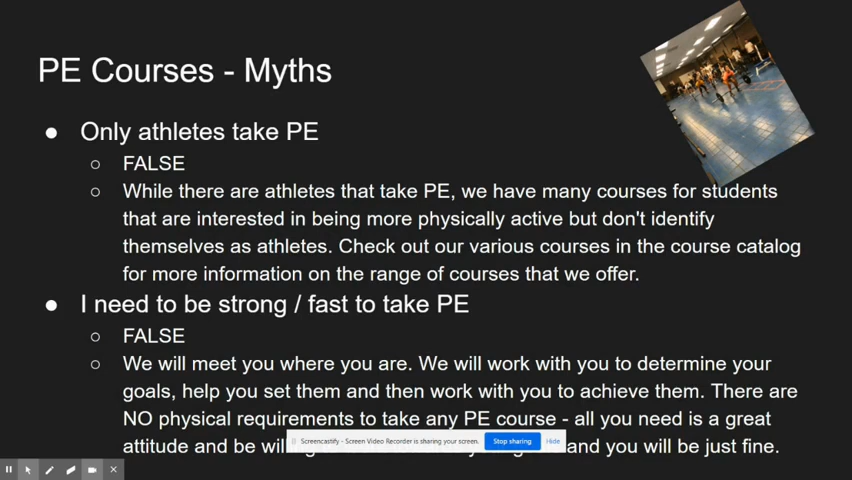 PE Courses - Myths
● Only athletes take PE
○ FALSE
○ While there are athletes that take PE, we have many courses for students
that are interested in being more physically active but don't identify
themselves as athletes. Check out our various courses in the course catalog
for more information on the range of courses that we offer.
● I need to be strong / fast to take PE
○ FALSE
○ We will meet you where you are. We will work with you to determine your
goals, help you set them and then work with you to achieve them. There are
NO physical requirements to take any PE course - all you need is a great
attitude and be and you will be just fine.
Screencastify - Screen Video Recorder is sharing your screen. Stop sharing Hide